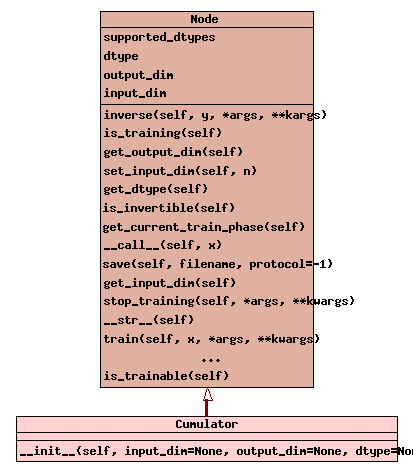 Node
supported_dtypes
dtype
output_dim
input_dim
inverse(self, y, *args, **kargs)
is_training(self)
get_output_dim(self)
set_input_dim(self, n)
get_dtype(self)
is_invertible(self)
get_current_train_phase(self)
__call__(self, x)
save(self, filename, protocol=-1)
get_input_dim(self)
stop_training(self, *args, **kwargs)
__str__(self)
train(self, x, *args, **kwargs)
...
is_trainable(self)
Cumulator
__init__(self, input_dim=None, output_dim=None, dtype=Non